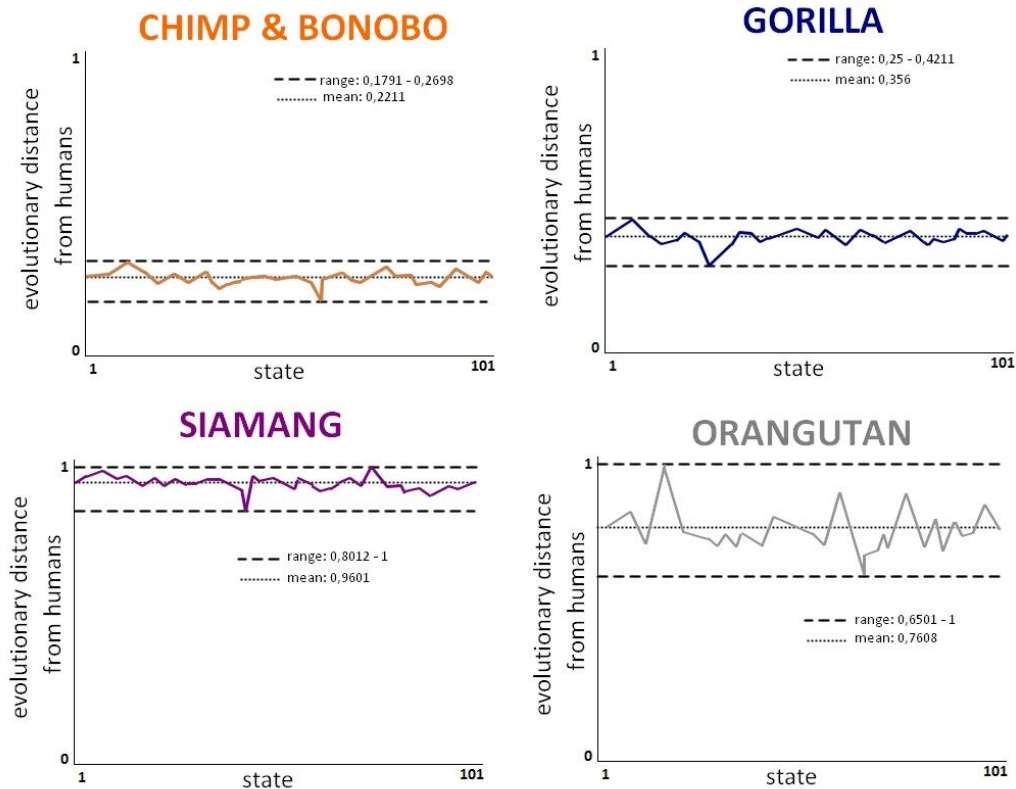 CHIMP & BONOBO
1
range: 0,1791 - 0,2698
mean: 0,2211
evolutionary distance
from humans
0
1
101
state
GORILLA
1
range: 0,25 - 0,4211
mean: 0,356
evolutionary distance
from humans
0
1
101
state
SIAMANG
1
range: 0,8012 - 1
mean: 0,9601
evolutionary distance
from humans
0
1
101
state
ORANGUTAN
1
range: 0,6501 - 1
mean: 0,7608
evolutionary distance
from humans
0
1
101
state